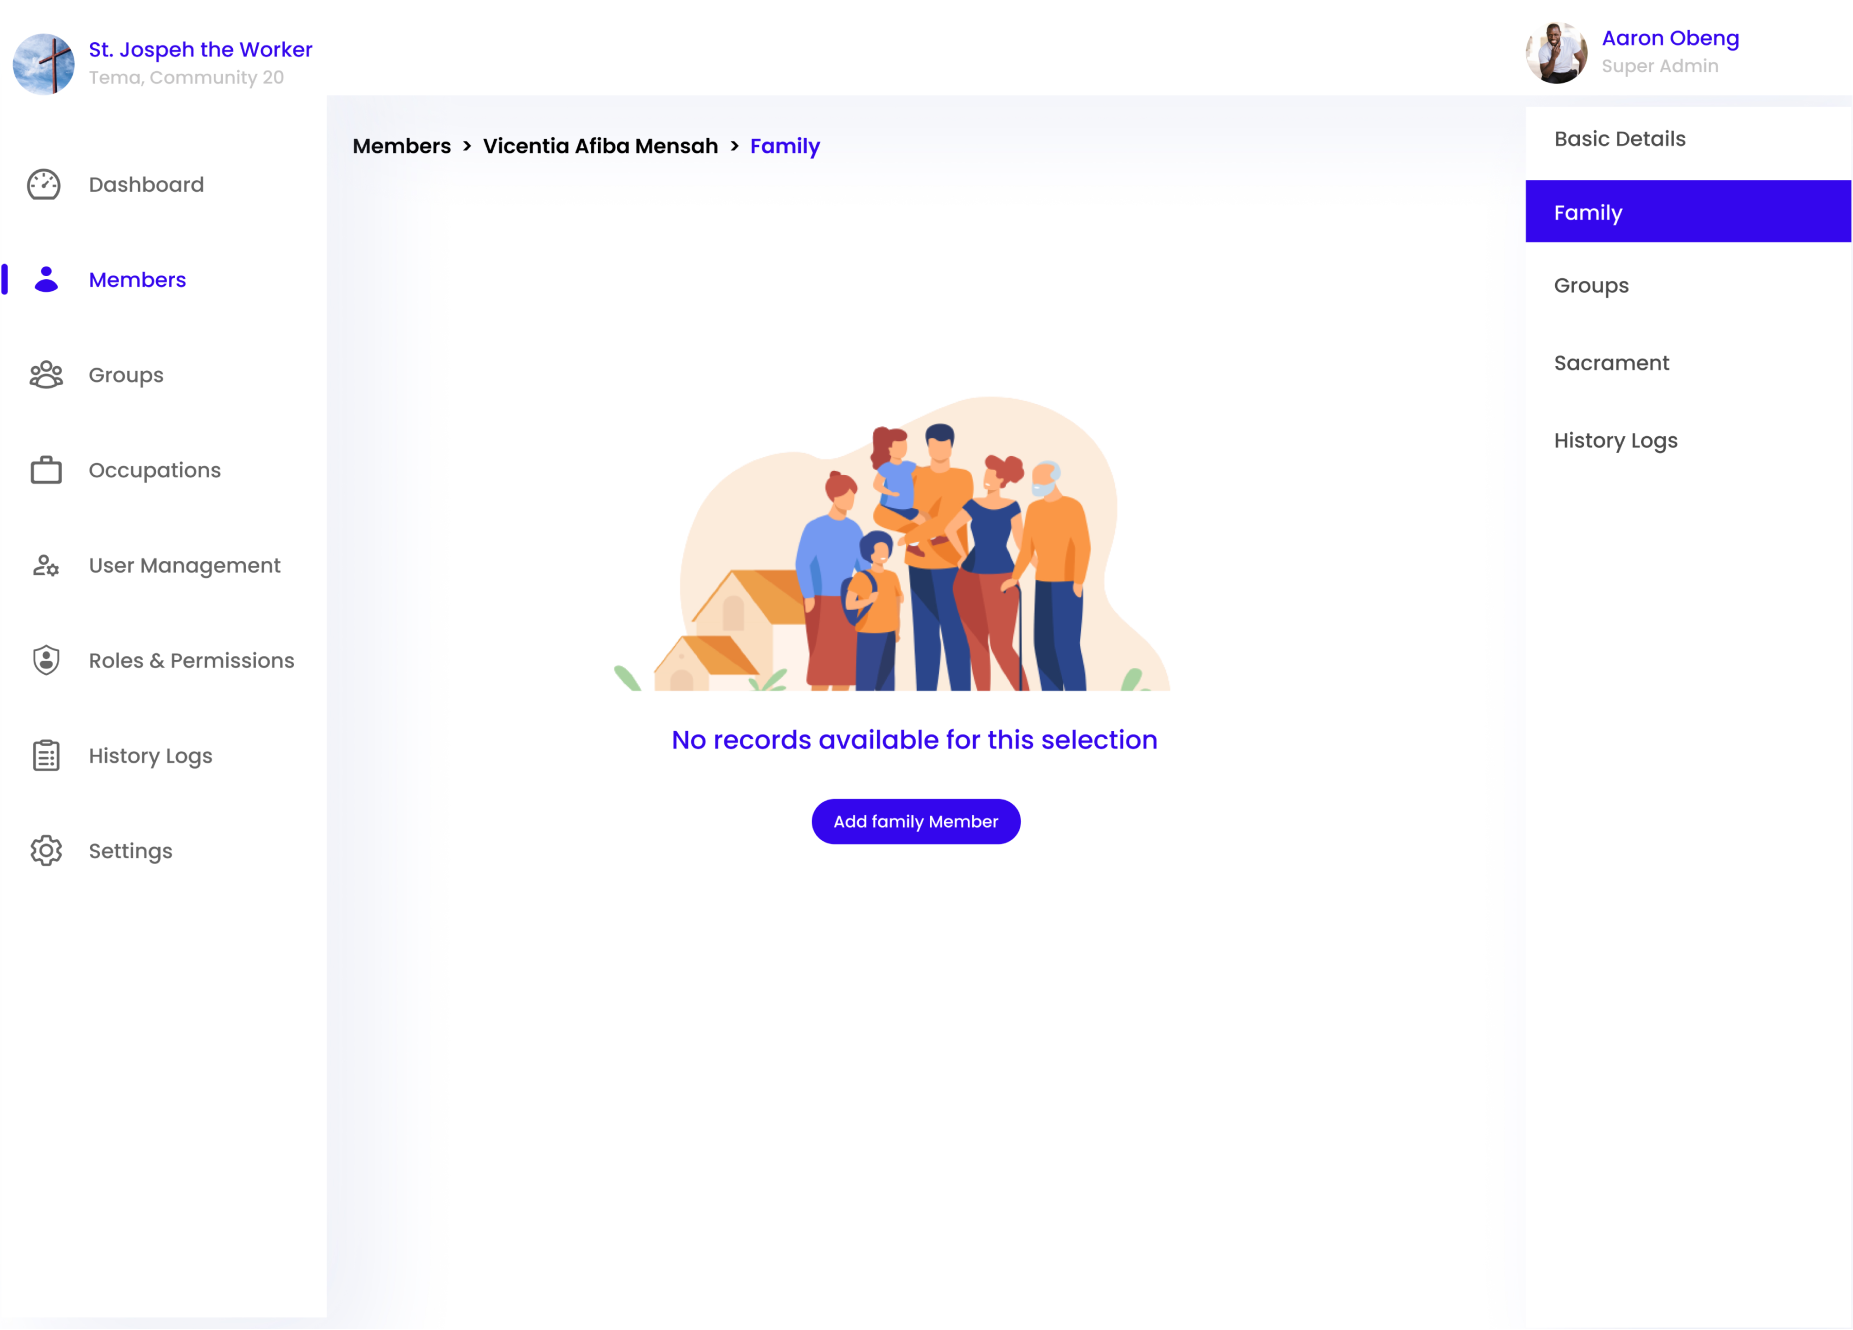 St. Jospeh the Worker
Tema, Community 20
Aaron Obeng
Super Admin
Dashboard
Members
Groups
Occupations
User Management
Roles & Permissions
History Logs
Settings
Members > Vicentia Afiba Mensah > Family
No records available for this selection
Add family Member
Basic Details
Family
Groups
Sacrament
History Logs